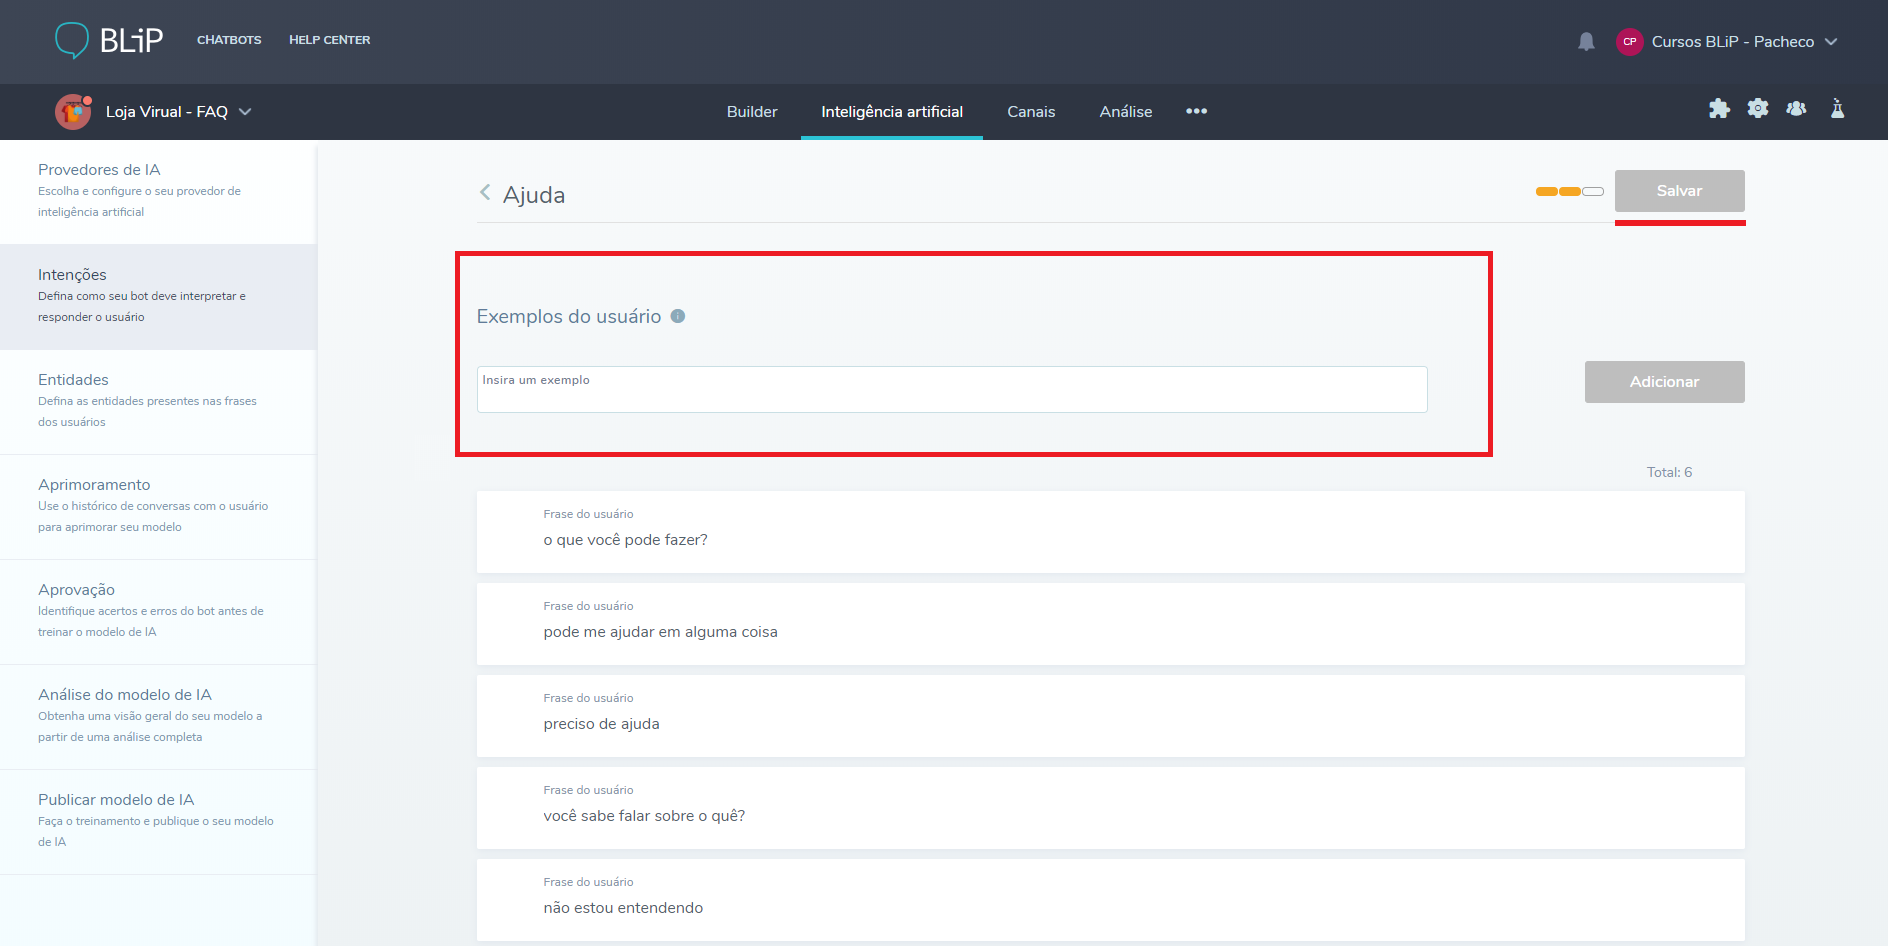 BLiP CHATBOTS HELP CENTER
CP Cursos BLiP - Pacheco
Loja Virual - FAQ
Builder Inteligência artificial Canais Análise
Provedores de IA
Escolha e configure o seu provedor de
inteligência artificial
Intenções
Defina como seu bot deve interpretar e
responder o usuário
Entidades
Defina as entidades presentes nas frases
dos usuários
Aprimoramento
Use o histórico de conversas com o usuário
para aprimorar seu modelo
Aprovação
Identifique acertos e erros do bot antes de
treinar o modelo de IA
Análise do modelo de IA
Obtenha uma visão geral do seu modelo a
partir de uma análise completa
Publicar modelo de IA
Faça o treinamento e publique o seu modelo
de IA
Ajuda
Salvar
Exemplos do usuário
Insira um exemplo
Adicionar
Total: 6
Frase do usuário
o que você pode fazer?
Frase do usuário
pode me ajudar em alguma coisa
Frase do usuário
preciso de ajuda
Frase do usuário
você sabe falar sobre o quê?
Frase do usuário
não estou entendendo